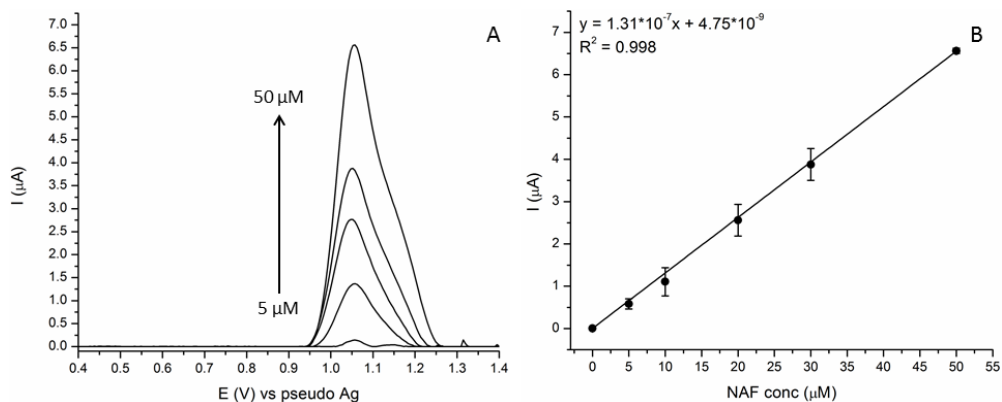 A
7.0
6.5
6.0
5.5
5.0
4.5
4.0
3.5
3.0
2.5
2.0
1.5
1.0
0.5
0.0
I (μA)
50 μM
5 μM
0.4 0.5 0.6 0.7 0.8 0.9 1.0 1.1 1.2 1.3 1.4
E (V) vs pseudo Ag
B
y = 1.31*10-7x + 4.75*10-9
R2 = 0.998
7
6
5
4
3
2
1
0
I (μA)
0 5 10 15 20 25 30 35 40 45 50 55
NAF conc (μM)